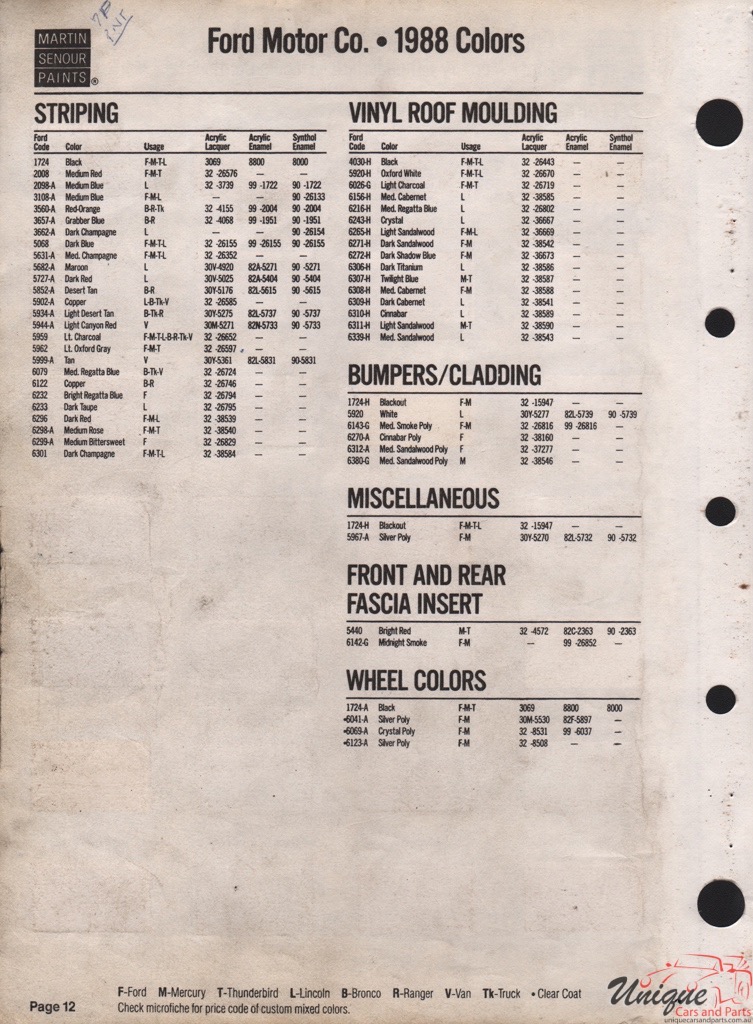 7P
INT
MARTIN
SENOUR
PAINTS®
Ford Motor Co. • 1988 Colors
STRIPING
Ford Code Color Usage Acrylic Lacquer Acrylic Enamel Synthol Enamel
1724 Black F-M-T-L 3069 8800 8000
2008 Medium Red F-M-T 32 -26576 — —
2098-A Medium Blue L 32 -3739 99 -1722 90 -1722
3108-A Medium Blue F-M-L — — 90 -26133
3560-A Red-Orange B-R-Tk 32 -4155 99 -2004 90 -2004
3657-A Grabber Blue B-R 32 -4068 99 -1951 90 -1951
3662-A Dark Champagne L — — 90 -26154
5068 Dark Blue F-M-T-L 32 -26155 99 -26155 90 -26155
5631-A Med. Champagne F-M-T-L 32 -26352 — —
5682-A Maroon L 30V-4920 82A-5271 90 -5271
5727-A Dark Red L 30V-5025 82A-5404 90 -5404
5852-A Desert Tan B-R 30Y-5176 82L-5615 90 -5615
5902-A Copper L-B-Tk-V 32 -26585 — —
5934-A Light Desert Tan B-Tk-R 30Y-5275 82L-5737 90 -5737
5944-A Light Canyon Red V 30M-5271 82N-5733 90 -5733
5959 Lt. Charcoal F-M-T-L-B-R-Tk-V 32 -26652 — —
5962 Lt. Oxford Gray F-M-T 32 -26597 — —
5999-A Tan V 30Y-5361 82L-5831 90-5831
6079 Med. Regatta Blue B-Tk-V 32 -26724 — —
6122 Copper B-R 32 -26746 — —
6232 Bright Regatta Blue F 32 -26794 — —
6233 Dark Taupe L 32 -26795 — —
6296 Dark Red F-M-L 32 -38539 — —
6298-A Medium Rose F-M-T 32 -38540 — —
6299-A Medium Bittersweet F 32 -26829 — —
6301 Dark Champagne F-M-T-L 32 -38584 — —
VINYL ROOF MOULDING
Ford Code Color Usage Acrylic Lacquer Acrylic Enamel Synthol Enamel
4030-H Black F-M-T-L 32 -26443 — —
5920-H Oxford White F-M-T-L 32 -26670 — —
6026-G Light Charcoal F-M-T 32 -26719 — —
6156-H Med. Cabernet L 32 -38585 — —
6216-H Med. Regatta Blue L 32 -26802 — —
6243-H Crystal L 32 -36667 — —
6265-H Light Sandalwood F-M-L 32 -36669 — —
6271-H Dark Sandalwood F-M 32 -38542 — —
6272-H Dark Shadow Blue F-M 32 -36673 — —
6306-H Dark Titanium L 32 -38586 — —
6307-H Twilight Blue M-T 32 -38587 — —
6308-H Med. Cabernet F-M 32 -38588 — —
6309-H Dark Cabernet L 32 -38541 — —
6310-H Cinnabar L 32 -38589 — —
6311-H Light Sandalwood M-T 32 -38590 — —
6339-H Med. Sandalwood L 32 -38543 — —
BUMPERS/CLADDING
1724-H Blackout F-M 32 -15947 — —
5920 White L 30Y-5277 82L-5739 90 -5739
6143-G Med. Smoke Poly F-M 32 -26816 99 -26816 —
6270-A Cinnabar Poly F 32 -38160 — —
6312-A Med. Sandalwood Poly F 32 -37277 — —
6380-G Med. Sandalwood Poly M 32 -38546 — —
MISCELLANEOUS
1724-H Blackout F-M-T-L 32 -15947 — —
5967-A Silver Poly F-M 30Y-5270 82L-5732 90 -5732
FRONT AND REAR
FASCIA INSERT
5440 Bright Red M-T 32 -4572 82C-2363 90 -2363
6142-G Midnight Smoke F-M — 99 -26852 —
WHEEL COLORS
1724-A Black F-M-T 3069 8800 8000
•6041-A Silver Poly F-M 30M-5530 82F-5897 —
•6069-A Crystal Poly F-M 32 -8531 99 -6037 —
•6123-A Silver Poly F-M 32 -8508 — —
F-Ford M-Mercury T-Thunderbird L-Lincoln B-Bronco R-Ranger V-Van Tk-Truck • Clear Coat
Page 12 Check microfiche for price code of custom mixed colors.
Unique
Cars and Parts
uniquecarsandparts.com.au